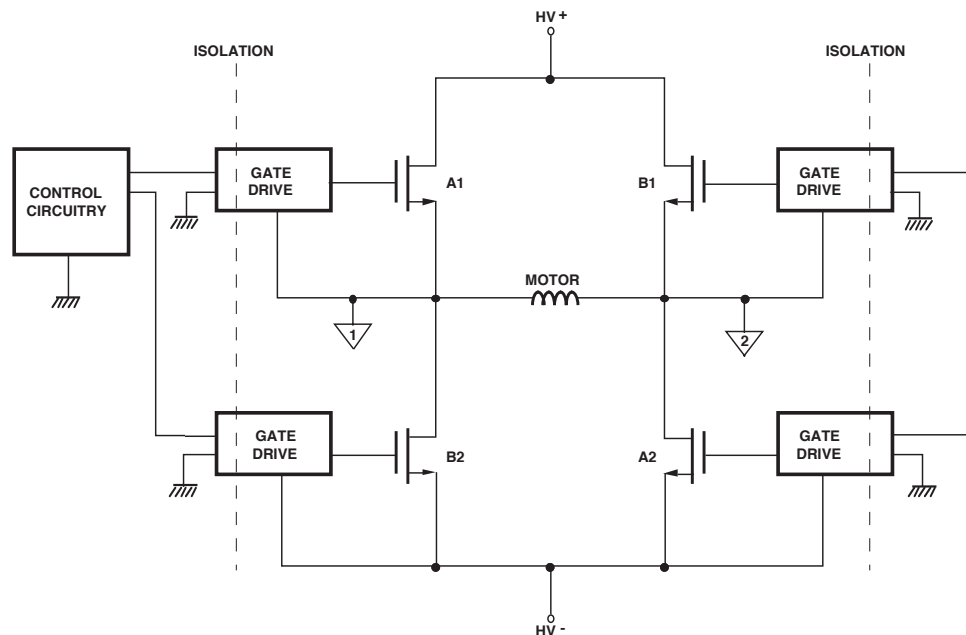 HV+
ISOLATION
ISOLATION
CONTROL
CIRCUITRY
GATE
DRIVE
A1
B1
GATE
DRIVE
MOTOR
1
2
GATE
DRIVE
B2
A2
GATE
DRIVE
HV-